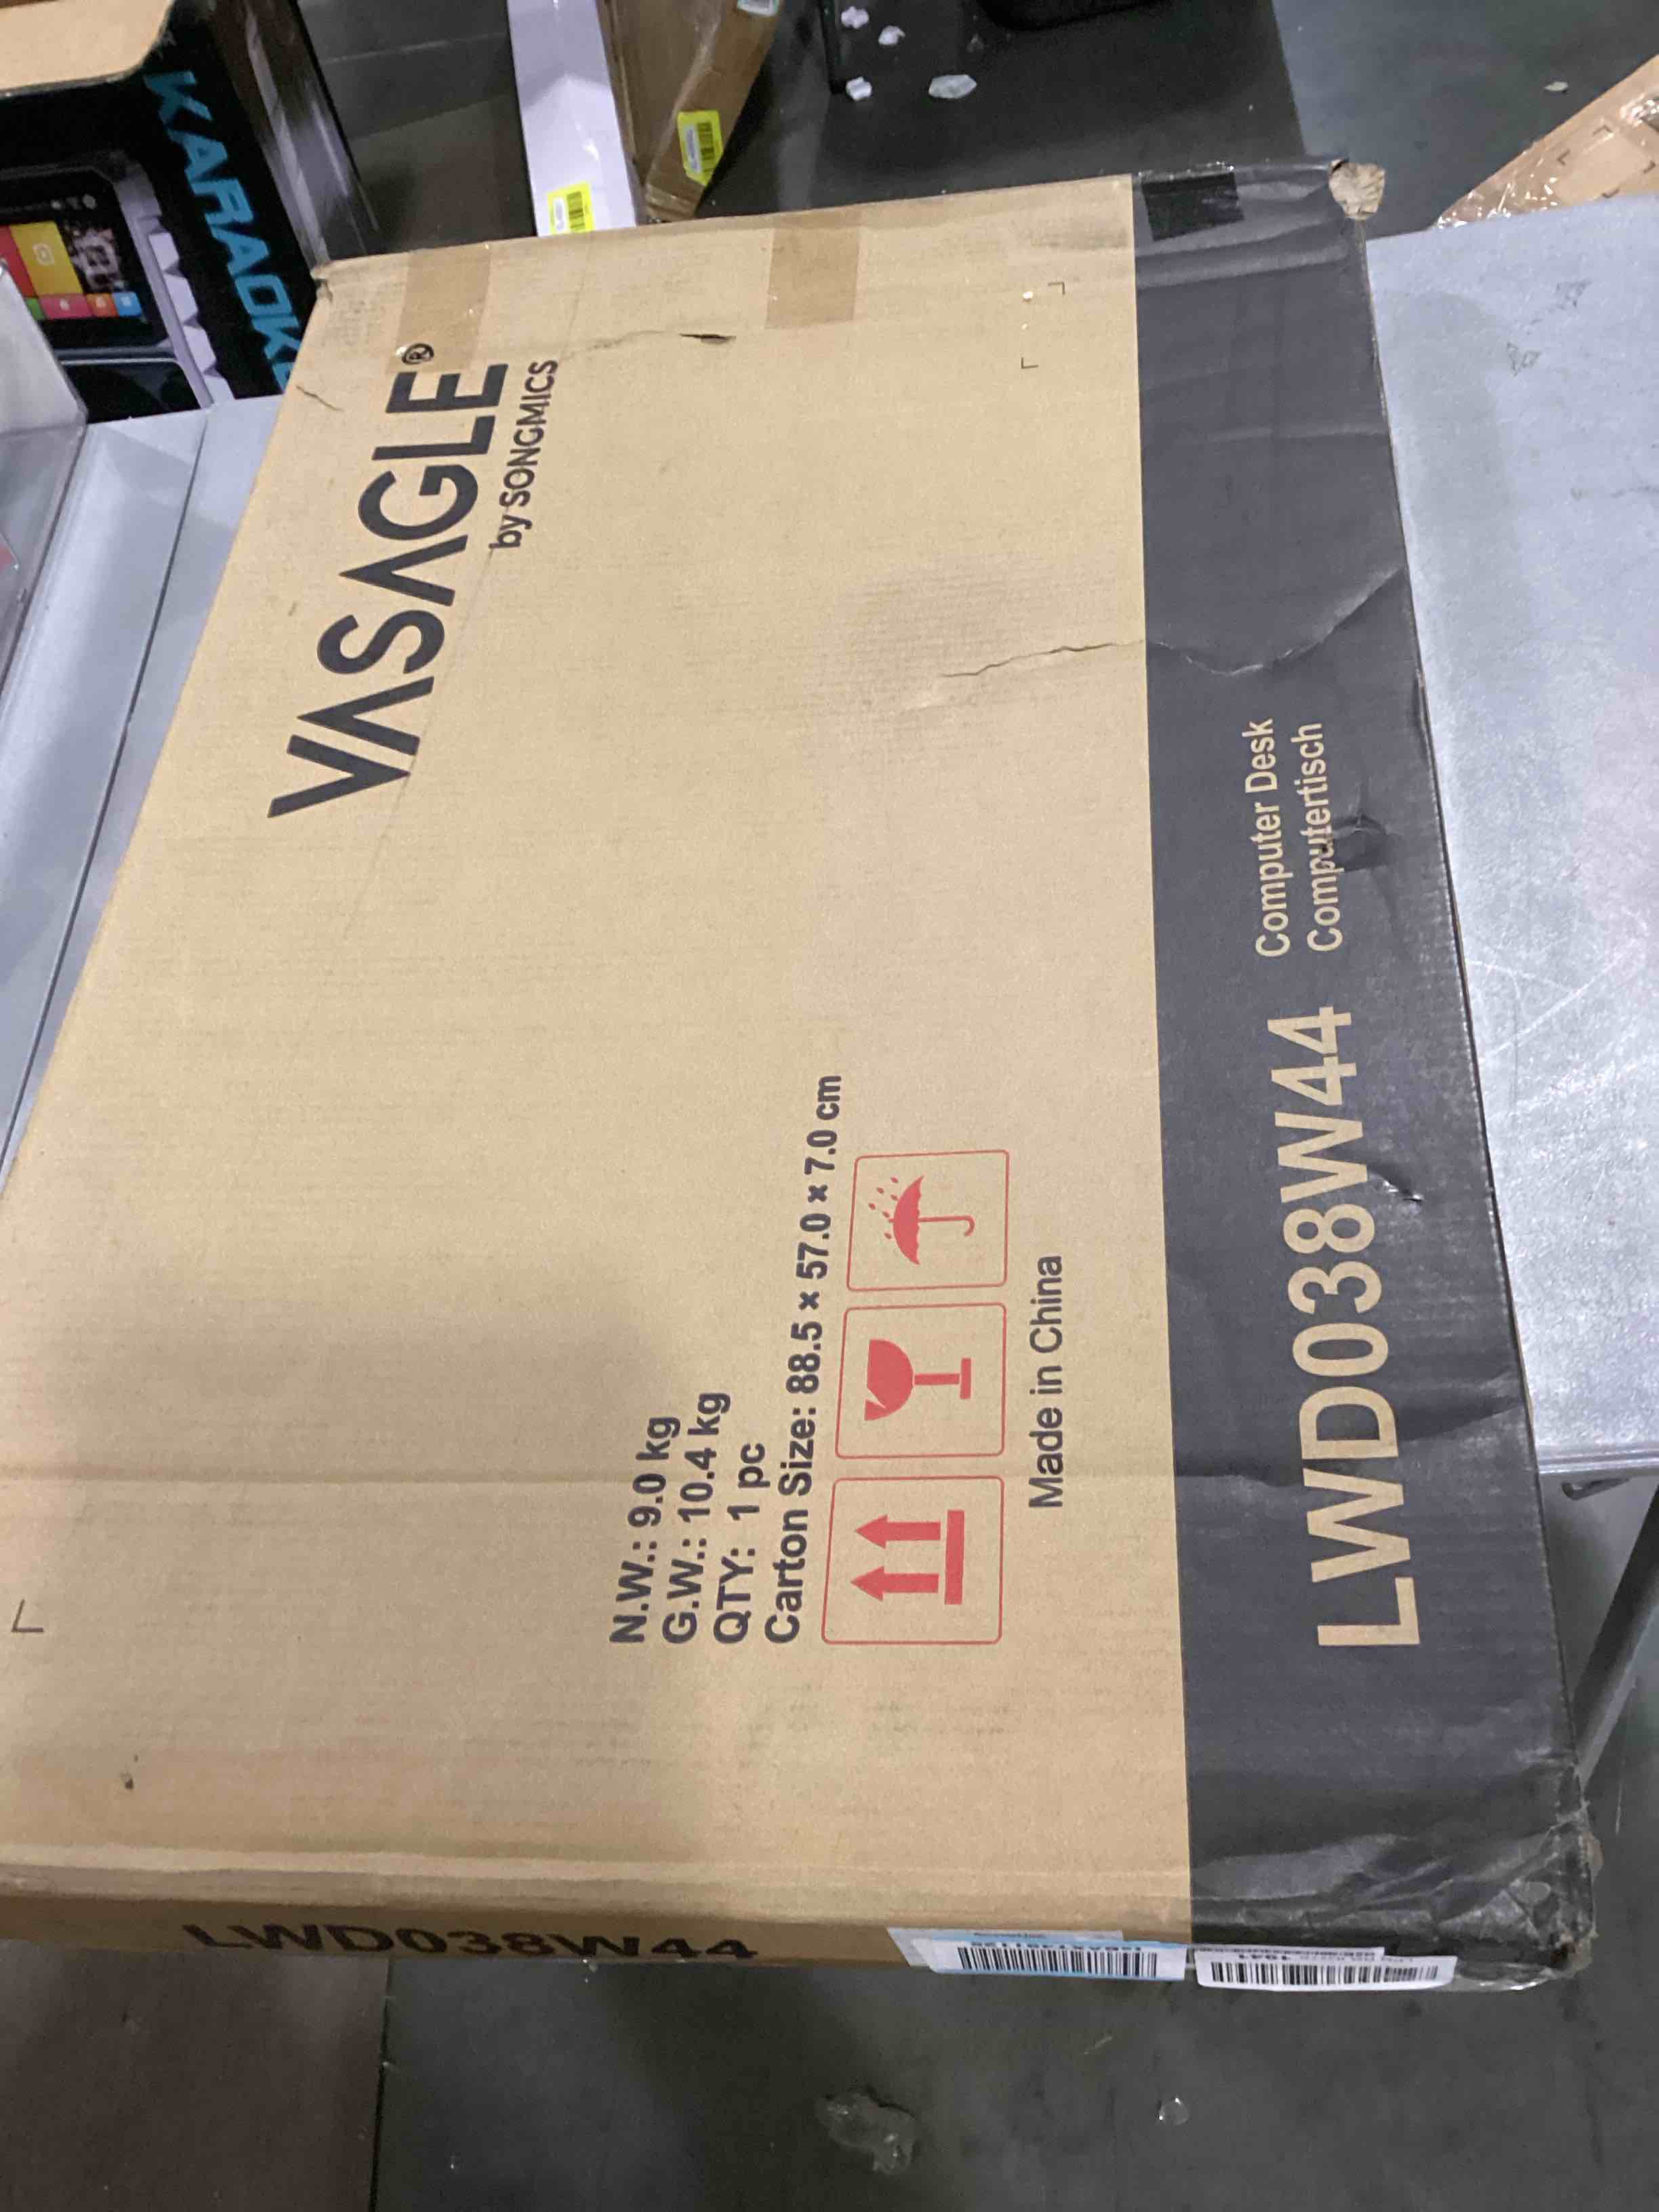 VASAGLE®
by SONGMICS
N.W.: 9.0 kg
G.W.: 10.4 kg
QTY: 1 pc
Carton Size: 88.5 × 57.0 × 7.0 cm
Made in China
LWD038W44
Computer Desk
Computertisch
LWD038W44
KARAOKE